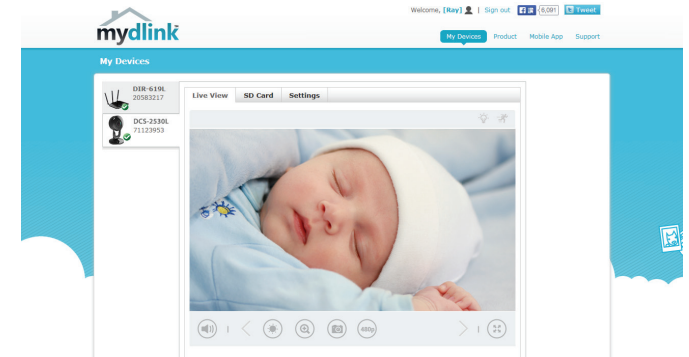 Welcome, [Ray] | Sign out 6,091 Tweet
mydlink
My Devices Product Mobile App Support
My Devices
DIR-619L
20583217
DCS-2530L
71123953
Live View SD Card Settings
480p